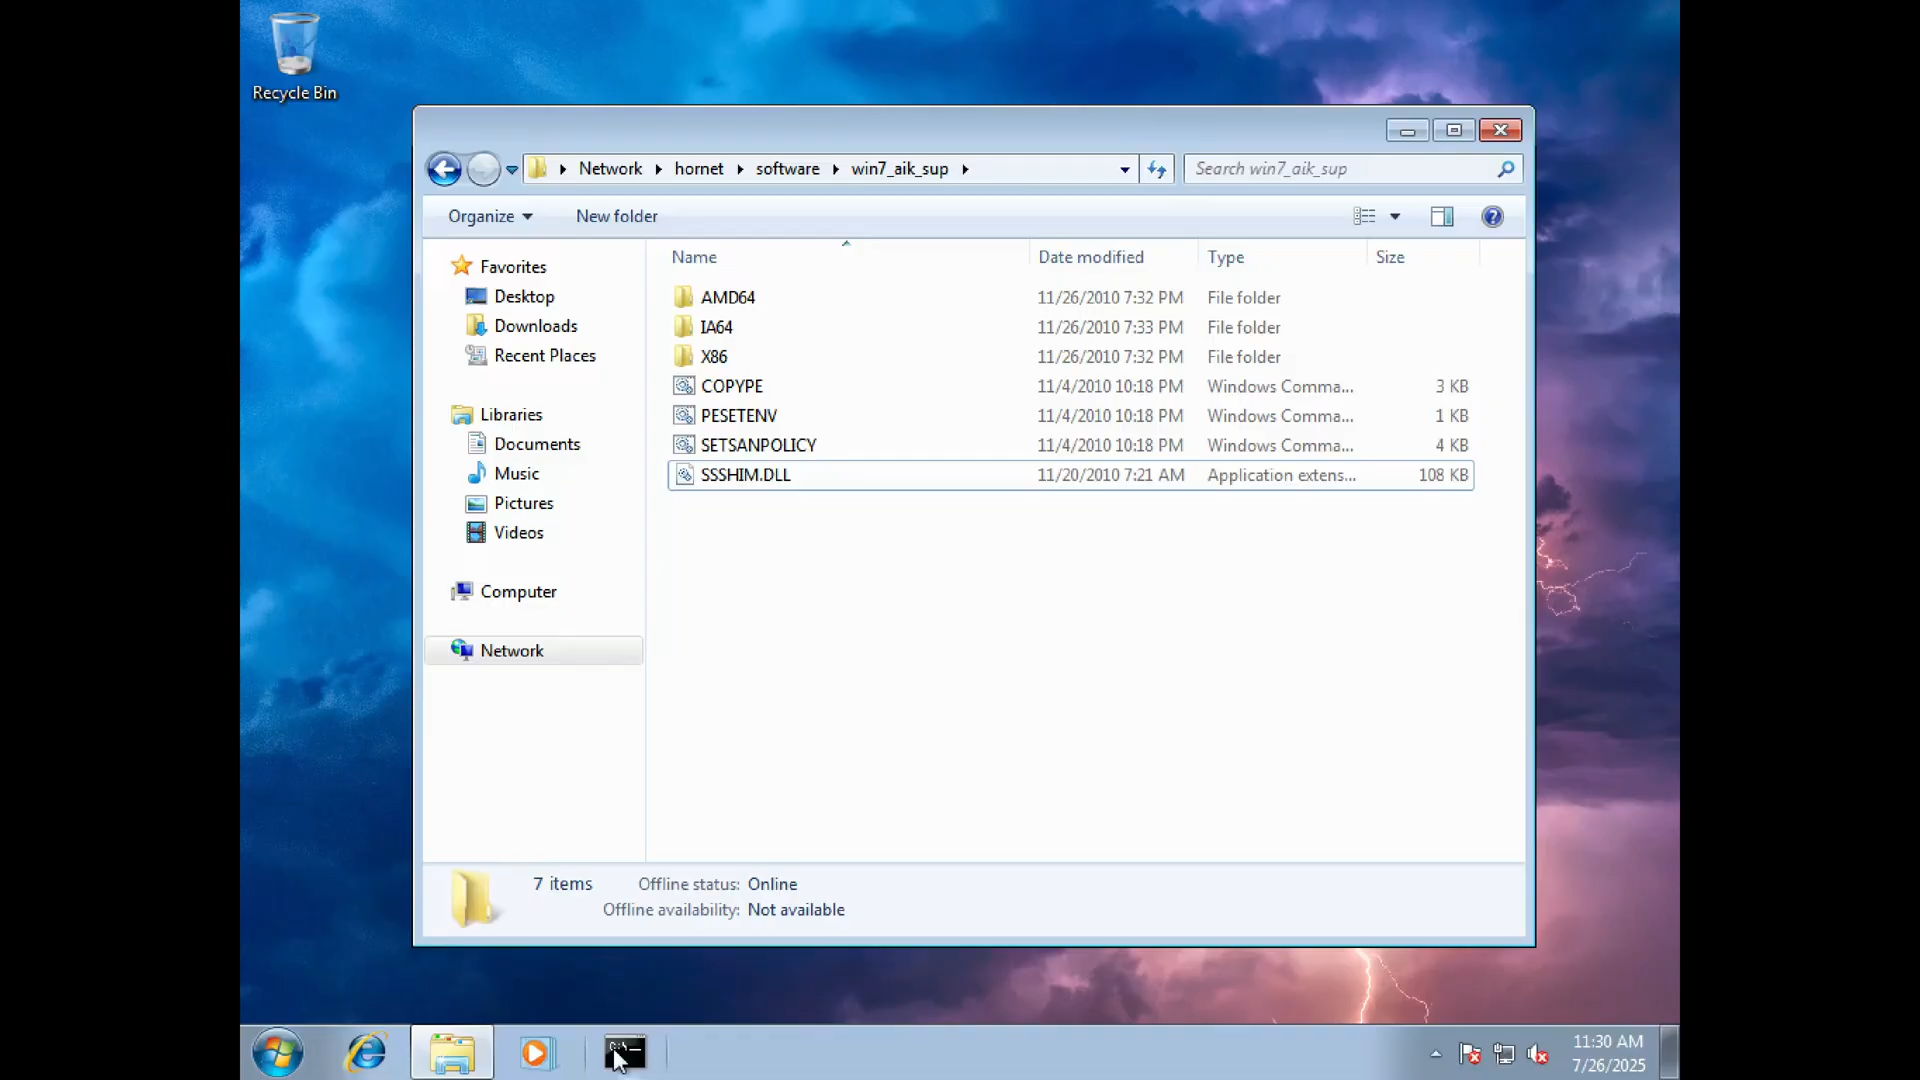 Recycle Bin
Network hornet software win7_aik_sup
Search win7_aik_sup
Organize New folder
Name Date modified Type Size
Favorites
Desktop
Downloads
Recent Places
Libraries
Documents
Music
Pictures
Videos
Computer
Network
AMD64 11/26/2010 7:32 PM File folder
IA64 11/26/2010 7:33 PM File folder
X86 11/26/2010 7:32 PM File folder
COPYPE 11/4/2010 10:18 PM Windows Comma... 3 KB
PESETENV 11/4/2010 10:18 PM Windows Comma... 1 KB
SETSANPOLICY 11/4/2010 10:18 PM Windows Comma... 4 KB
SSSHIM.DLL 11/20/2010 7:21 AM Application extens... 108 KB
7 items Offline status: Online
Offline availability: Not available
11:30 AM
7/26/2025